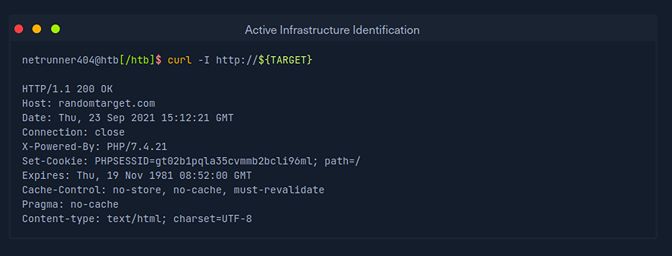 Active Infrastructure Identification
netrunner404@htb[/htb]$ curl -I http://${TARGET}
HTTP/1.1 200 OK
Host: randomtarget.com
Date: Thu, 23 Sep 2021 15:12:21 GMT
Connection: close
X-Powered-By: PHP/7.4.21
Set-Cookie: PHPSESSID=gt02b1pqla35cvmmb2bcli96ml; path=/
Expires: Thu, 19 Nov 1981 08:52:00 GMT
Cache-Control: no-store, no-cache, must-revalidate
Pragma: no-cache
Content-type: text/html; charset=UTF-8